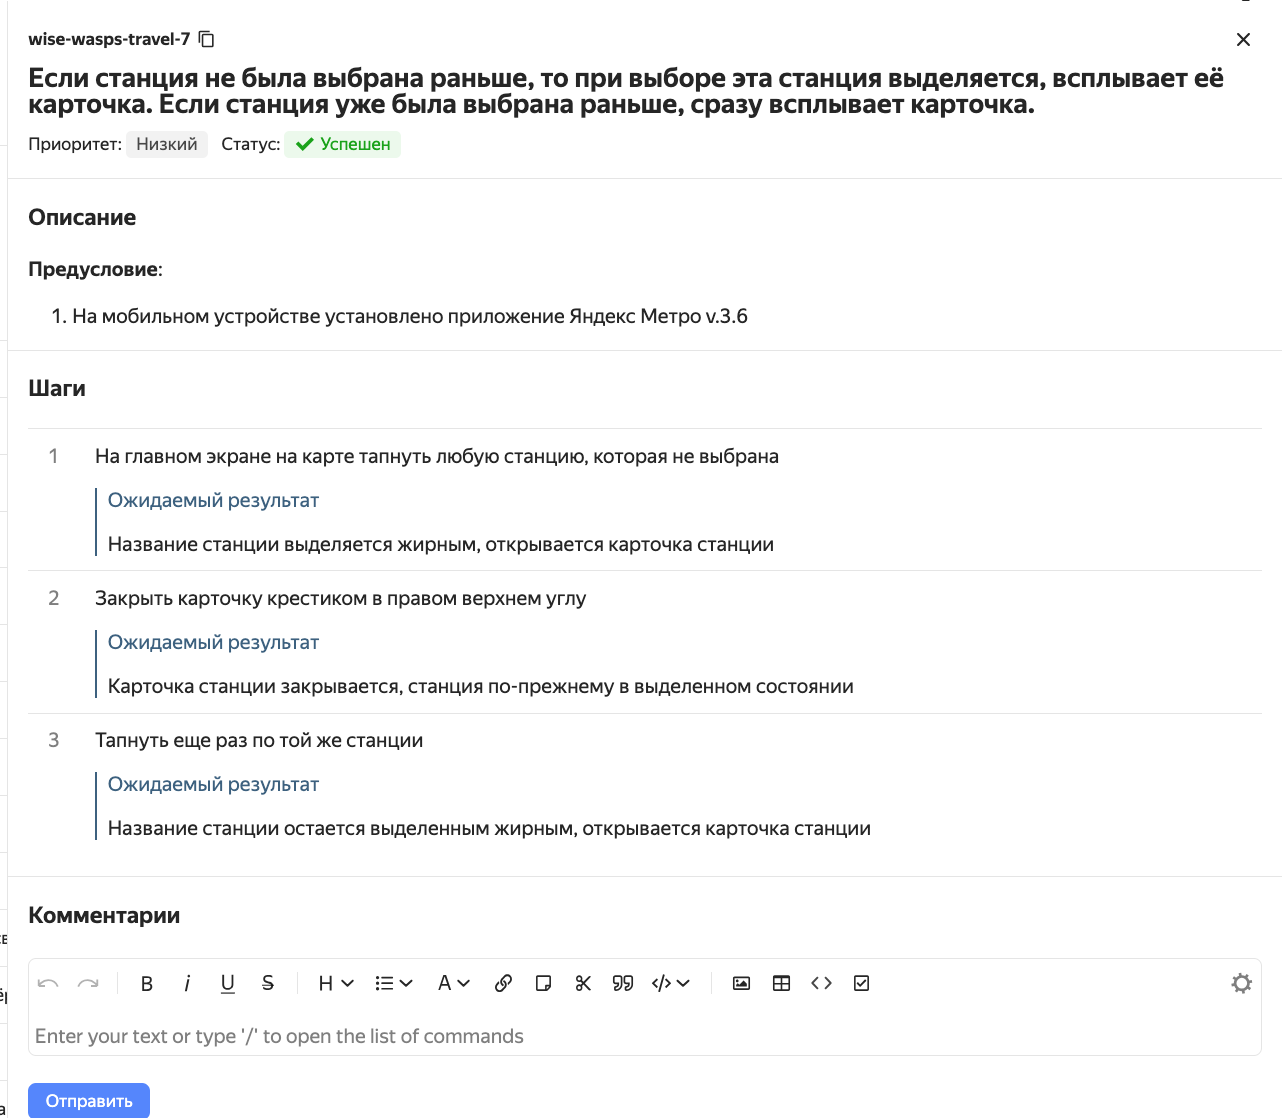 wise-wasps-travel-7
Если станция не была выбрана раньше, то при выборе эта станция выделяется, всплывает её
карточка. Если станция уже была выбрана раньше, сразу всплывает карточка.
Приоритет: Низкий Статус: Успешен
Описание
Предусловие:
1. На мобильном устройстве установлено приложение Яндекс Метро v.3.6
Шаги
1 На главном экране на карте тапнуть любую станцию, которая не выбрана
Ожидаемый результат
Название станции выделяется жирным, открывается карточка станции
2 Закрыть карточку крестиком в правом верхнем углу
Ожидаемый результат
Карточка станции закрывается, станция по-прежнему в выделенном состоянии
3 Тапнуть еще раз по той же станции
Ожидаемый результат
Название станции остается выделенным жирным, открывается карточка станции
Комментарии
B i U S H A
Enter your text or type '/' to open the list of commands
Отправить